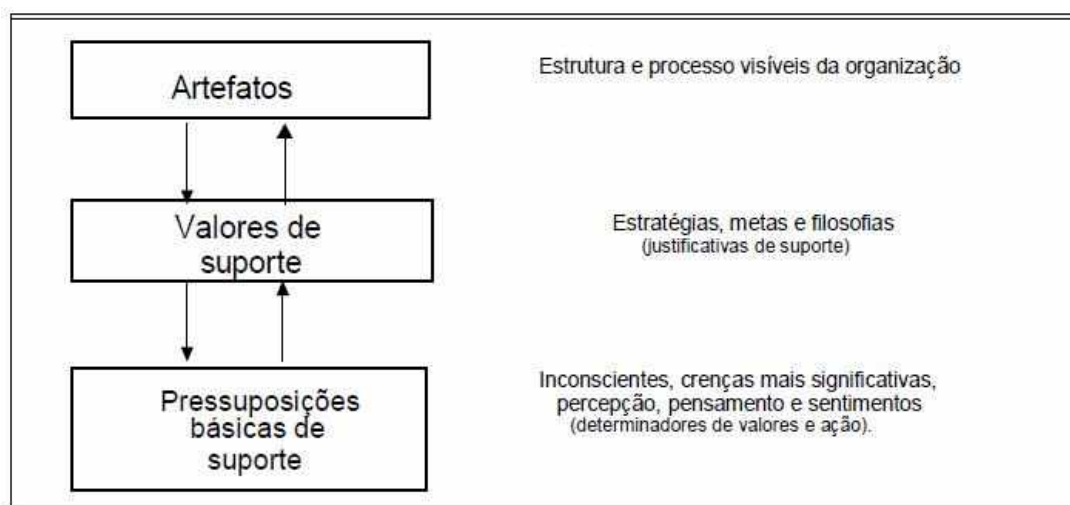 Artefatos
Estrutura e processo visíveis da organização
Valores de
suporte
Estratégias, metas e filosofias
(justificativas de suporte)
Pressuposições
básicas de
suporte
Inconscientes, crenças mais significativas,
percepção, pensamento e sentimentos
(determinadores de valores e ação).